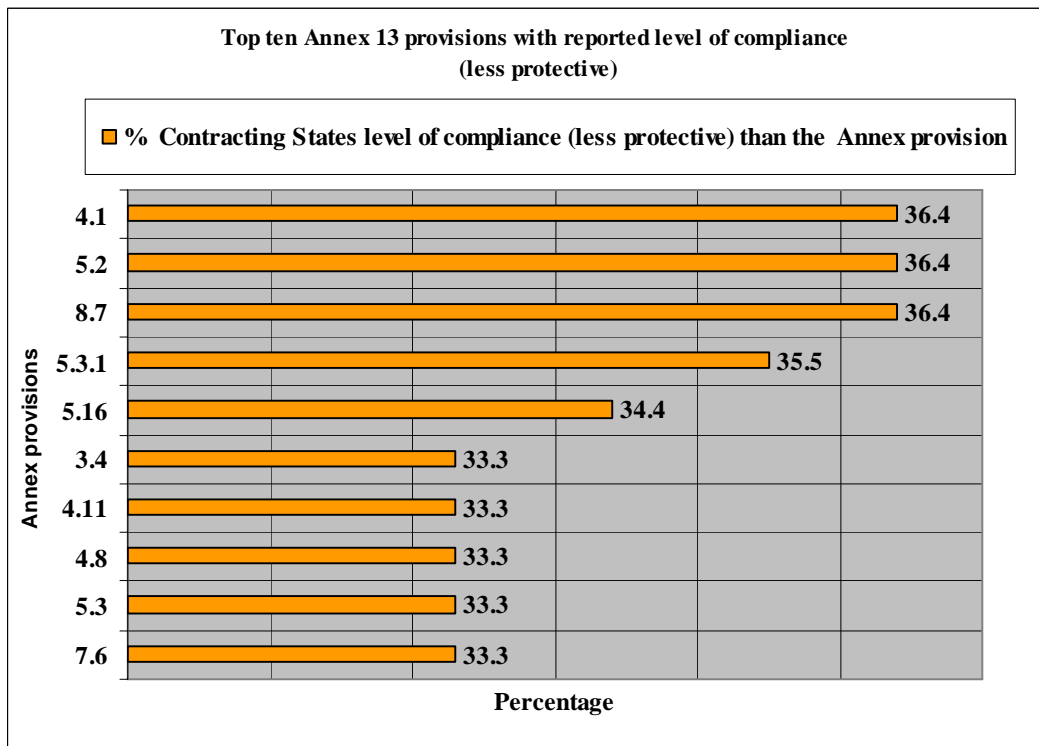 Top ten Annex 13 provisions with reported level of compliance
(less protective)
% Contracting States level of compliance (less protective) than the Annex provision
4.1 36.4
5.2 36.4
8.7 36.4
5.3.1 35.5
5.16 34.4
3.4 33.3
4.11 33.3
4.8 33.3
5.3 33.3
7.6 33.3
Annex provisions
Percentage